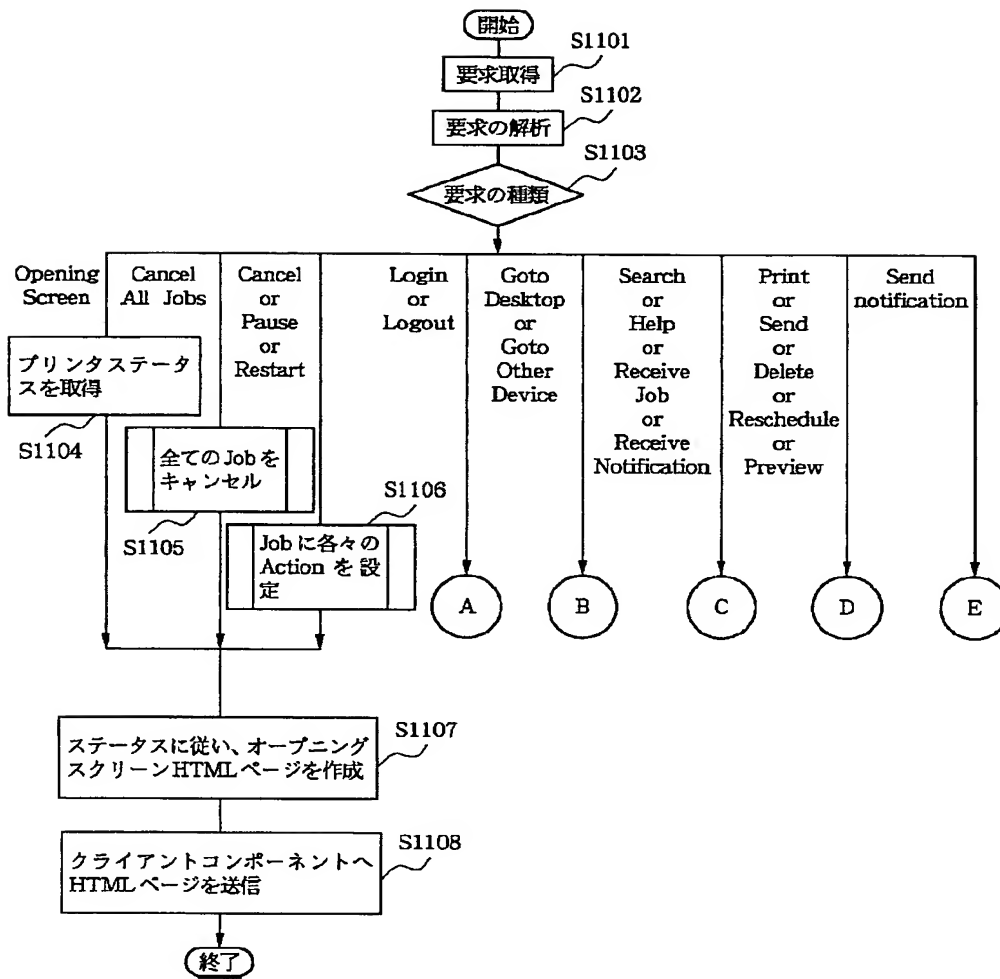 開始
S1101
要求取得
S1102
要求の解析
S1103
要求の種類
Opening
Screen
Cancel
All Jobs
Cancel
or
Pause
or
Restart
Login
or
Logout
Goto
Desktop
or
Goto
Other
Device
Search
or
Help
or
Receive
Job
or
Receive
Notification
Print
or
Send
or
Delete
or
Reschedule
or
Preview
Send
notification
プリンタステータ
スを取得
S1104
全てのJobを
キャンセル
S1105
S1106
Jobに各々の
Actionを設
定
A
B
C
D
E
S1107
ステータスに従い、オープニング
スクリーンHTMLページを作成
S1108
クライアントコンポーネントへ
HTMLページを送信
終了